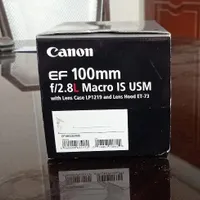 Canon
EF 100mm
f/2.8L Macro IS USM
with Lens Case LP1219 and Lens Hood ET-73